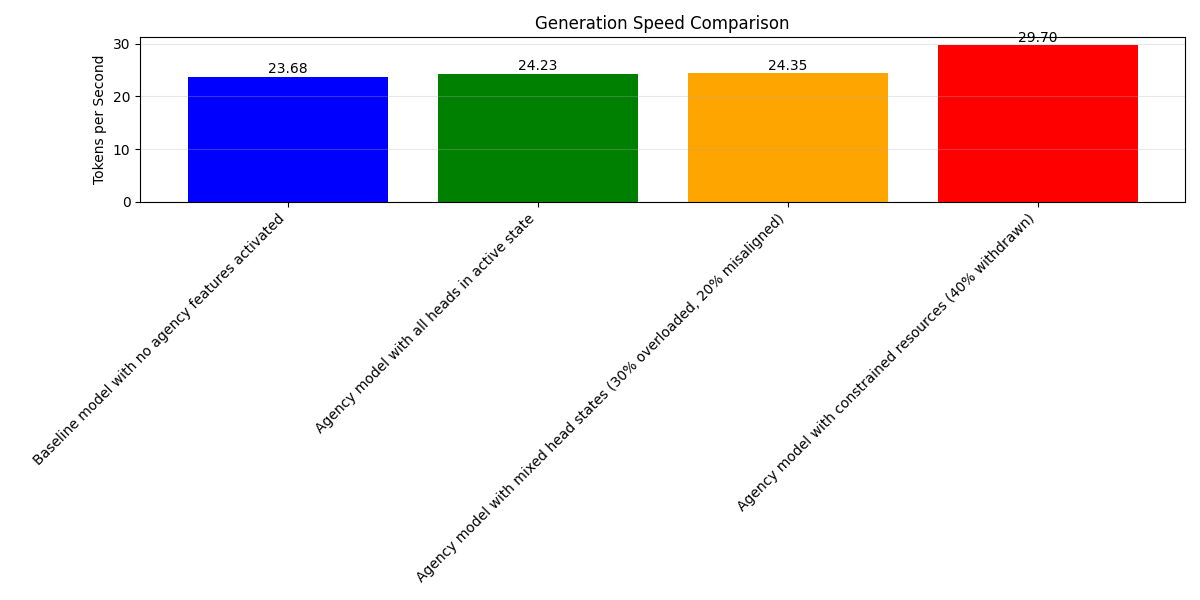 Generation Speed Comparison
Tokens per Second
30
20
10
0
23.68
24.23
24.35
29.70
Baseline model with no agency features activated
Agency model with all heads in active state
Agency model with mixed head states (30% overloaded, 20% misaligned)
Agency model with constrained resources (40% withdrawn)